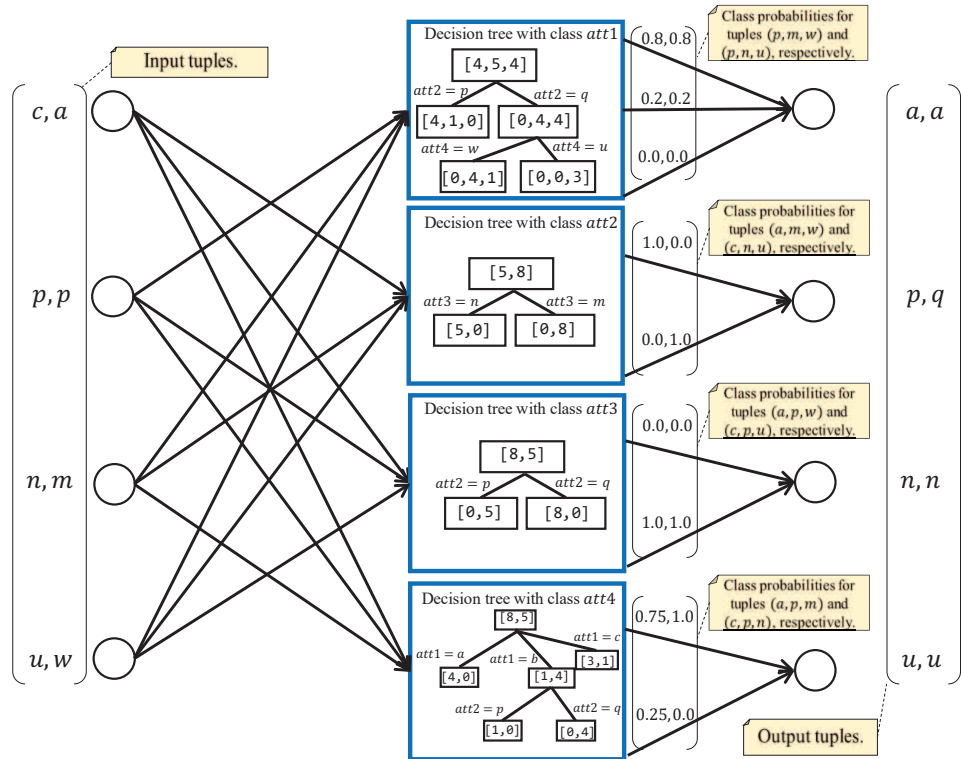 Input tuples.
c, a
p, p
n, m
u, w
Decision tree with class att1
[4,5,4]
att2 = p
att2 = q
[4,1,0]
[0,4,4]
att4 = w
att4 = u
[0,4,1]
[0,0,3]
0.8, 0.8
0.2, 0.2
0.0, 0.0
Class probabilities for
tuples (p, m, w) and
(p, n, u), respectively.
Decision tree with class att2
[5,8]
att3 = n
att3 = m
[5,0]
[0,8]
1.0, 0.0
0.0, 1.0
Class probabilities for
tuples (a, m, w) and
(c, n, u), respectively.
Decision tree with class att3
[8,5]
att2 = p
att2 = q
[0,5]
[8,0]
0.0, 0.0
1.0, 1.0
Class probabilities for
tuples (a, p, w) and
(c, p, u), respectively.
Decision tree with class att4
[8,5]
att1 = a
att1 = b
att1 = c
[4,0]
[1,4]
[3,1]
att2 = p
att2 = q
[1,0]
[0,4]
0.75, 1.0
0.25, 0.0
Class probabilities for
tuples (a, p, m) and
(c, p, n), respectively.
a, a
p, q
n, n
u, u
Output tuples.